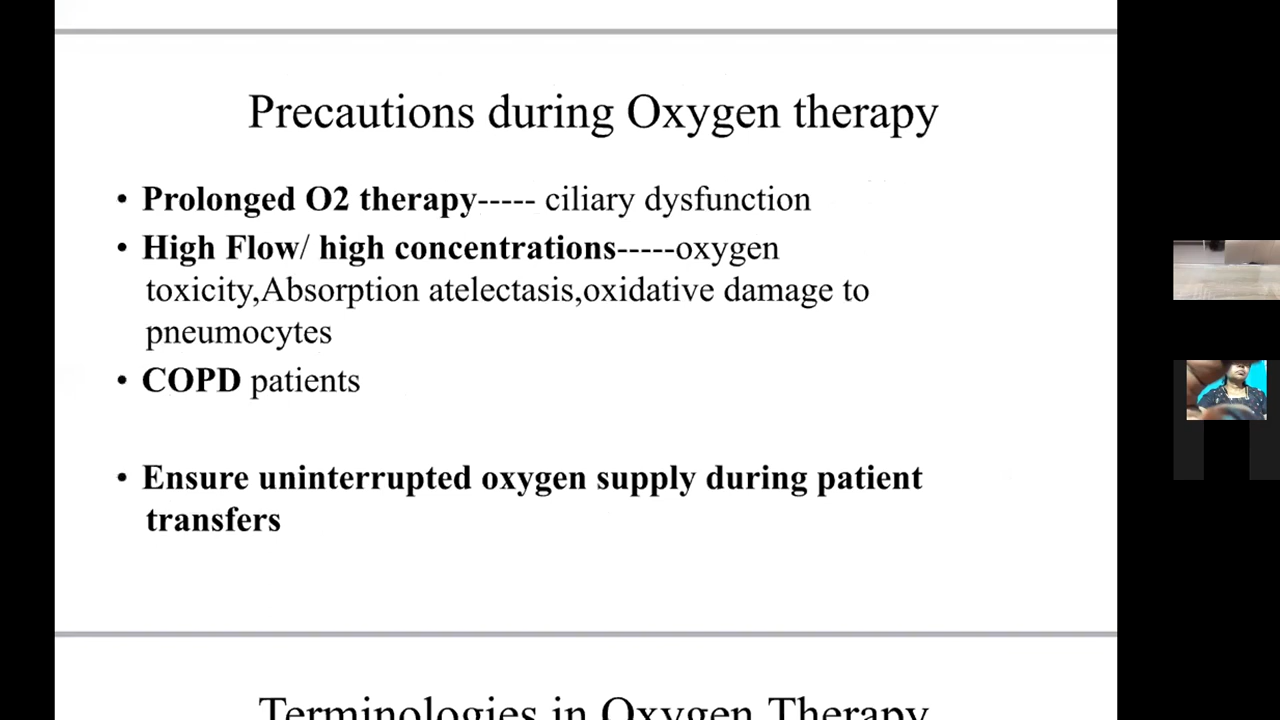 Precautions during Oxygen therapy
• Prolonged O2 therapy----- ciliary dysfunction
• High Flow/ high concentrations-----oxygen
toxicity,Absorption atelectasis,oxidative damage to
pneumocytes
• COPD patients
• Ensure uninterrupted oxygen supply during patient
transfers
Terminologies in Oxygen Therapy